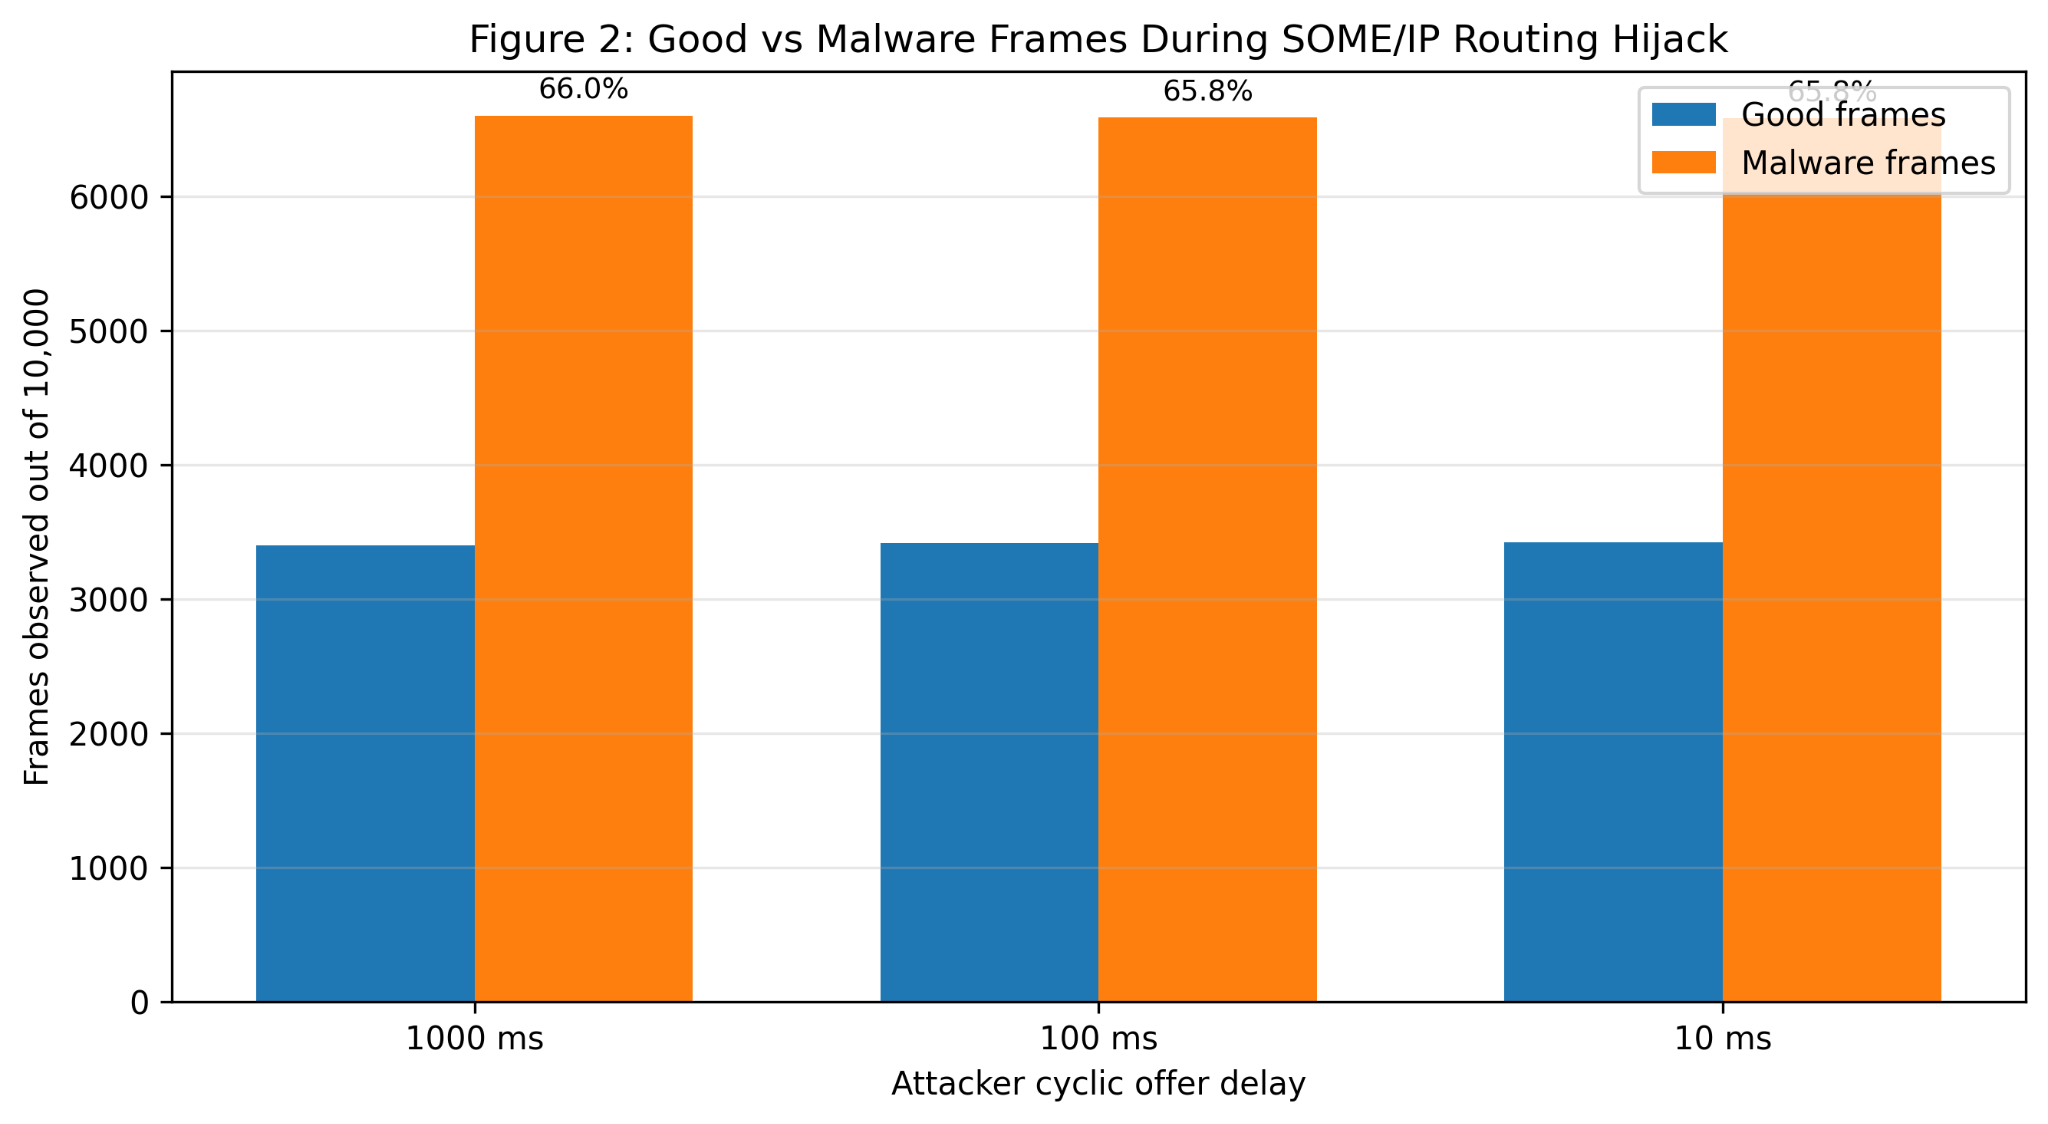 Figure 2: Good vs Malware Frames During SOME/IP Routing Hijack
66.0%
65.8%
65.8%
Good frames
Malware frames
6000
5000
4000
3000
2000
1000
0
Frames observed out of 10,000
1000 ms
100 ms
10 ms
Attacker cyclic offer delay